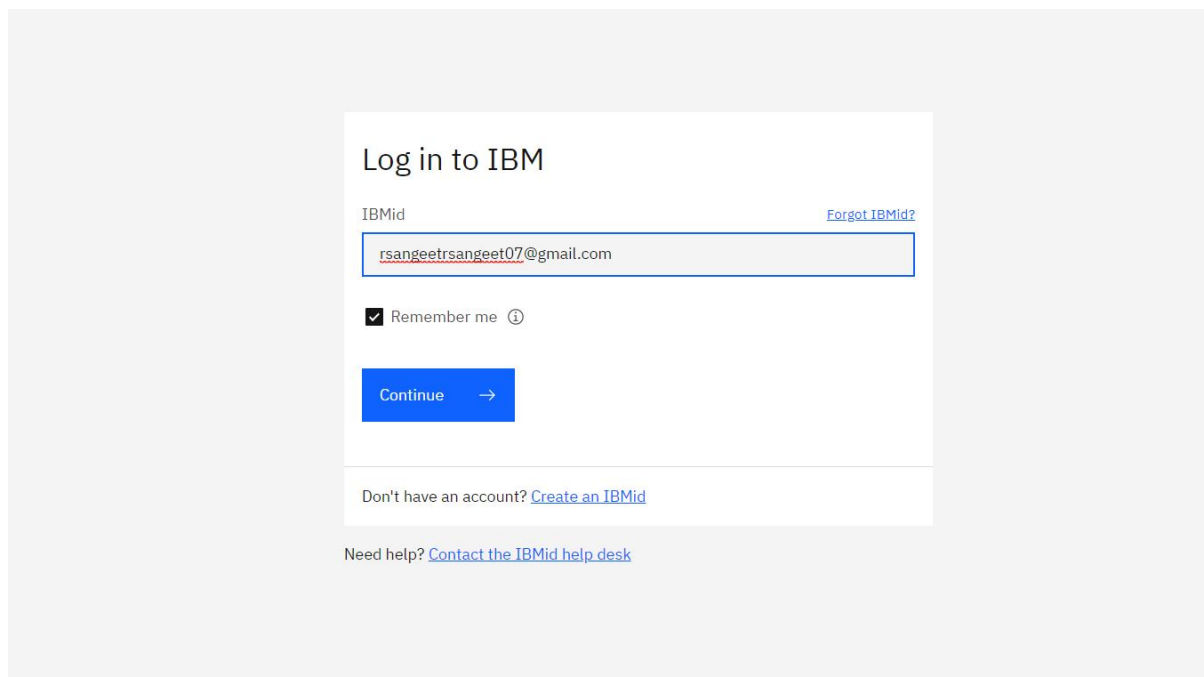 Log in to IBM
IBMid Forgot IBMid?
rsangeetrsangeet07@gmail.com
Remember me
Continue
Don't have an account? Create an IBMid
Need help? Contact the IBMid help desk